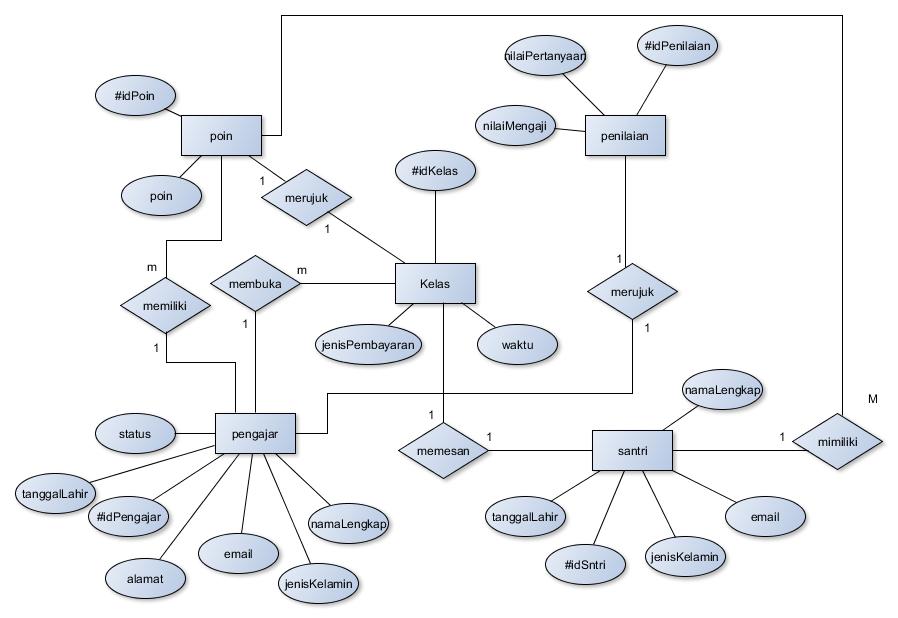 nilaiPertanyaan
#idPenilaian
#idPoin
nilaiMengaji
poin
penilaian
#idKelas
1
merujuk
poin
1
m
membuka
m
Kelas
1
merujuk
memiliki
1
1
1
jenisPembayaran
waktu
namaLengkap
M
1
status
pengajar
1
1
mimiliki
memesan
santri
tanggalLahir
#idPengajar
namaLengkap
tanggalLahir
email
email
jenisKelamin
alamat
jenisKelamin
#idSntri